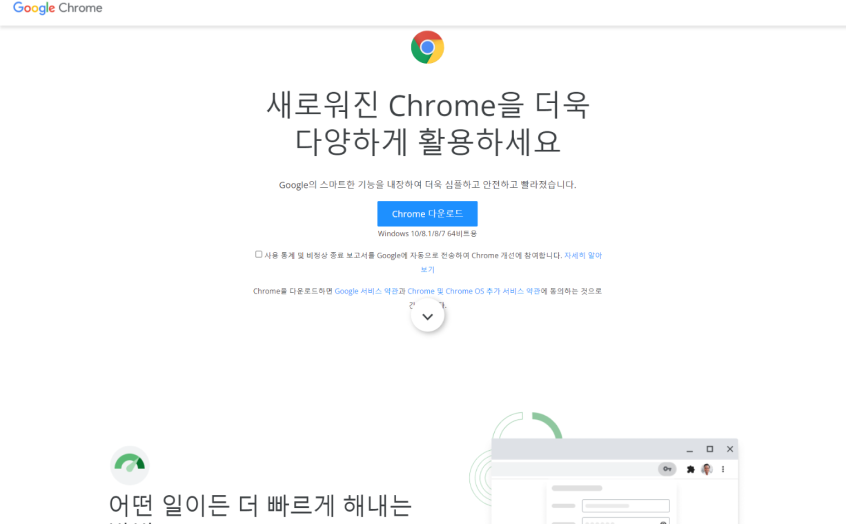 Google Chrome
새로워진 Chrome을 더욱
다양하게 활용하세요
Google의 스마트한 기능을 내장하여 더욱 심플하고 안전하고 빨라졌습니다.
Chrome 다운로드
Windows 10/8.1/8/7 64비트용
사용 통계 및 비정상 종료 보고서를 Google에 자동으로 전송하여 Chrome 개선에 참여합니다. 자세히 알아
보기
Chrome을 다운로드하면 Google 서비스 약관과 Chrome 및 Chrome OS 추가 서비스 약관에 동의하는 것으로
어떤 일이든 더 빠르게 해내는